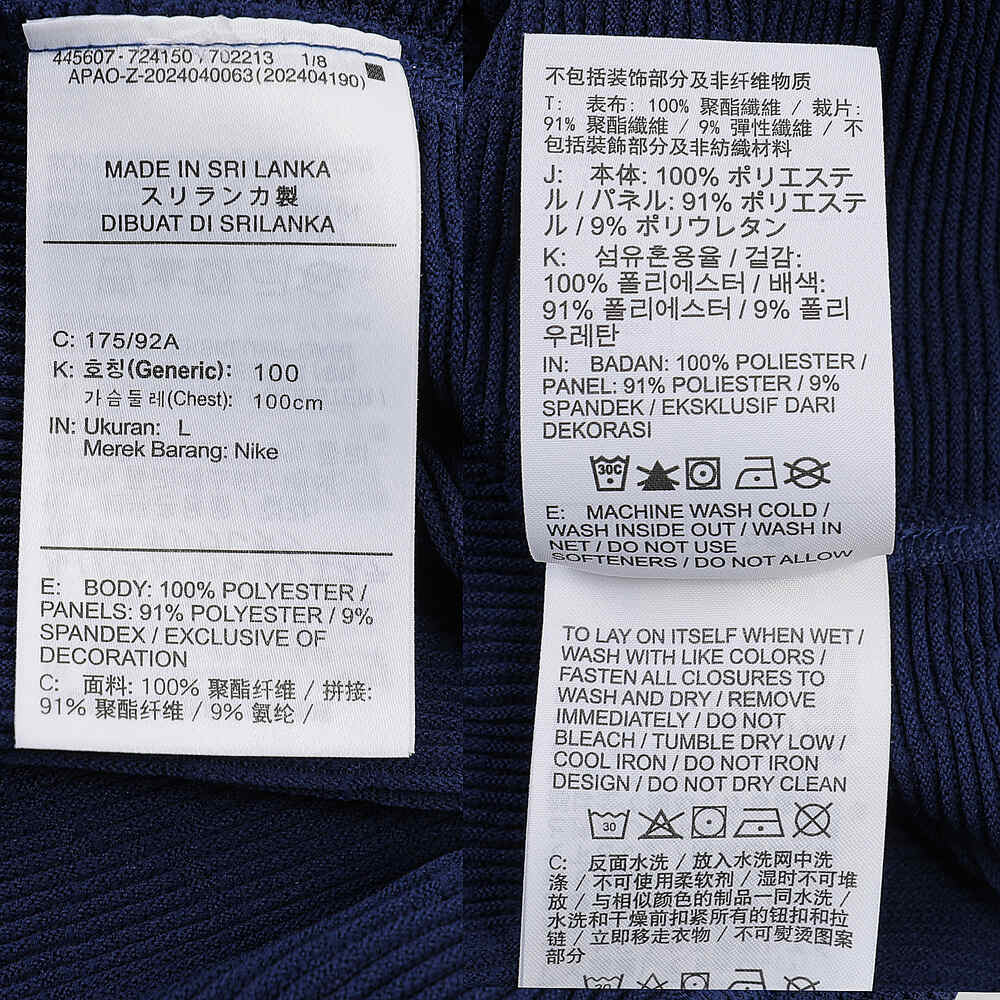 445607-724150,702213 1/8
APAO-Z-2024040063(202404190)
MADE IN SRI LANKA
スリランカ製
DIBUAT DI SRILANKA
C: 175/92A
K: 호칭(Generic): 100
가슴둘레(Chest): 100cm
IN: Ukuran: L
Merek Barang: Nike
E: BODY: 100% POLYESTER /
PANELS: 91% POLYESTER / 9%
SPANDEX / EXCLUSIVE OF
DECORATION
C: 面料: 100% 聚酯纤维 / 拼接:
91% 聚酯纤维 / 9% 氨纶 /
不包括装饰部分及非纤维物质
T: 表布: 100% 聚酯纖維 / 裁片:
91% 聚酯纖維 / 9% 彈性纖維 / 不
包括裝飾部分及非紡織材料
J: 本体: 100% ポリエステ
ル / パネル: 91% ポリエステ
ル / 9% ポリウレタン
K: 섬유혼용율 / 겉감:
100% 폴리에스터 / 배색:
91% 폴리에스터 / 9% 폴리
우레탄
IN: BADAN: 100% POLIESTER /
PANEL: 91% POLIESTER / 9%
SPANDEK / EKSKLUSIF DARI
DEKORASI
30C
E: MACHINE WASH COLD /
WASH INSIDE OUT / WASH IN
NET / DO NOT USE
SOFTENERS / DO NOT ALLOW
TO LAY ON ITSELF WHEN WET /
WASH WITH LIKE COLORS /
FASTEN ALL CLOSURES TO
WASH AND DRY / REMOVE
IMMEDIATELY / DO NOT
BLEACH / TUMBLE DRY LOW /
COOL IRON / DO NOT IRON
DESIGN / DO NOT DRY CLEAN
30
C: 反面水洗 / 放入水洗网中洗
涤 / 不可使用柔软剂 / 湿时不可堆
放 / 与相似颜色的制品一同水洗 /
水洗和干燥前扣紧所有的钮扣和拉
链 / 立即移走衣物 / 不可熨烫图案
部分